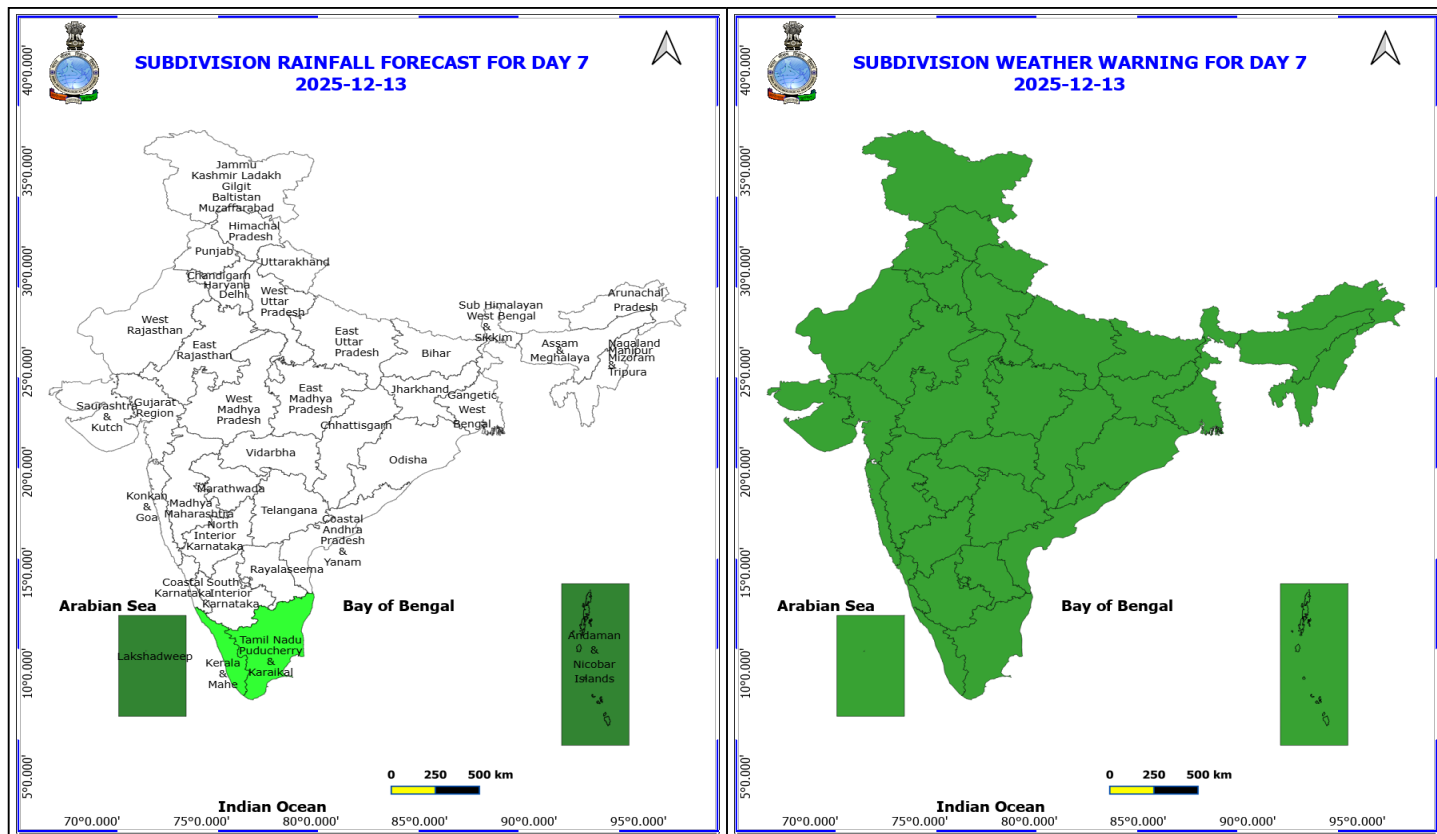 SUBDIVISION RAINFALL FORECAST FOR DAY 7
2025-12-13
40°0.000'
35°0.000'
30°0.000'
25°0.000'
20°0.000'
15°0.000'
10°0.000'
5°0.000'
Jammu
Kashmir Ladakh
Gilgit
Baltistan
Muzaffarabad
Himachal
Pradesh
Punjab
Uttarakhand
Chandigarh
Haryana
Delhi
West
Uttar
Pradesh
West
Rajasthan
East
Rajasthan
East
Uttar
Pradesh
Bihar
Sub Himalayan
West Bengal
&
Sikkim
Arunachal
Pradesh
Assam
&
Meghalaya
Nagaland
Manipur
Mizoram
&
Tripura
Saurashtra
&
Kutch
Gujarat
Region
West
Madhya
Pradesh
East
Madhya
Pradesh
Jharkhand
Gangetic
West
Bengal
Chhattisgarh
Vidarbha
Odisha
Konkan
&
Goa
Madhya
Maharashtra
Marathwada
Telangana
North
Interior
Karnataka
Coastal
Andhra
Pradesh
&
Yanam
Rayalaseema
Coastal
Karnataka
South
Interior
Karnataka
Arabian Sea
Bay of Bengal
Lakshadweep
Kerala
&
Mahe
Tamil Nadu
Puducherry
&
Karaikal
Andaman
&
Nicobar
Islands
0 250 500 km
Indian Ocean
70°0.000' 75°0.000' 80°0.000' 85°0.000' 90°0.000' 95°0.000'
SUBDIVISION WEATHER WARNING FOR DAY 7
2025-12-13
40°0.000'
35°0.000'
30°0.000'
25°0.000'
20°0.000'
15°0.000'
10°0.000'
5°0.000'
Arabian Sea
Bay of Bengal
0 250 500 km
Indian Ocean
70°0.000' 75°0.000' 80°0.000' 85°0.000' 90°0.000' 95°0.000'